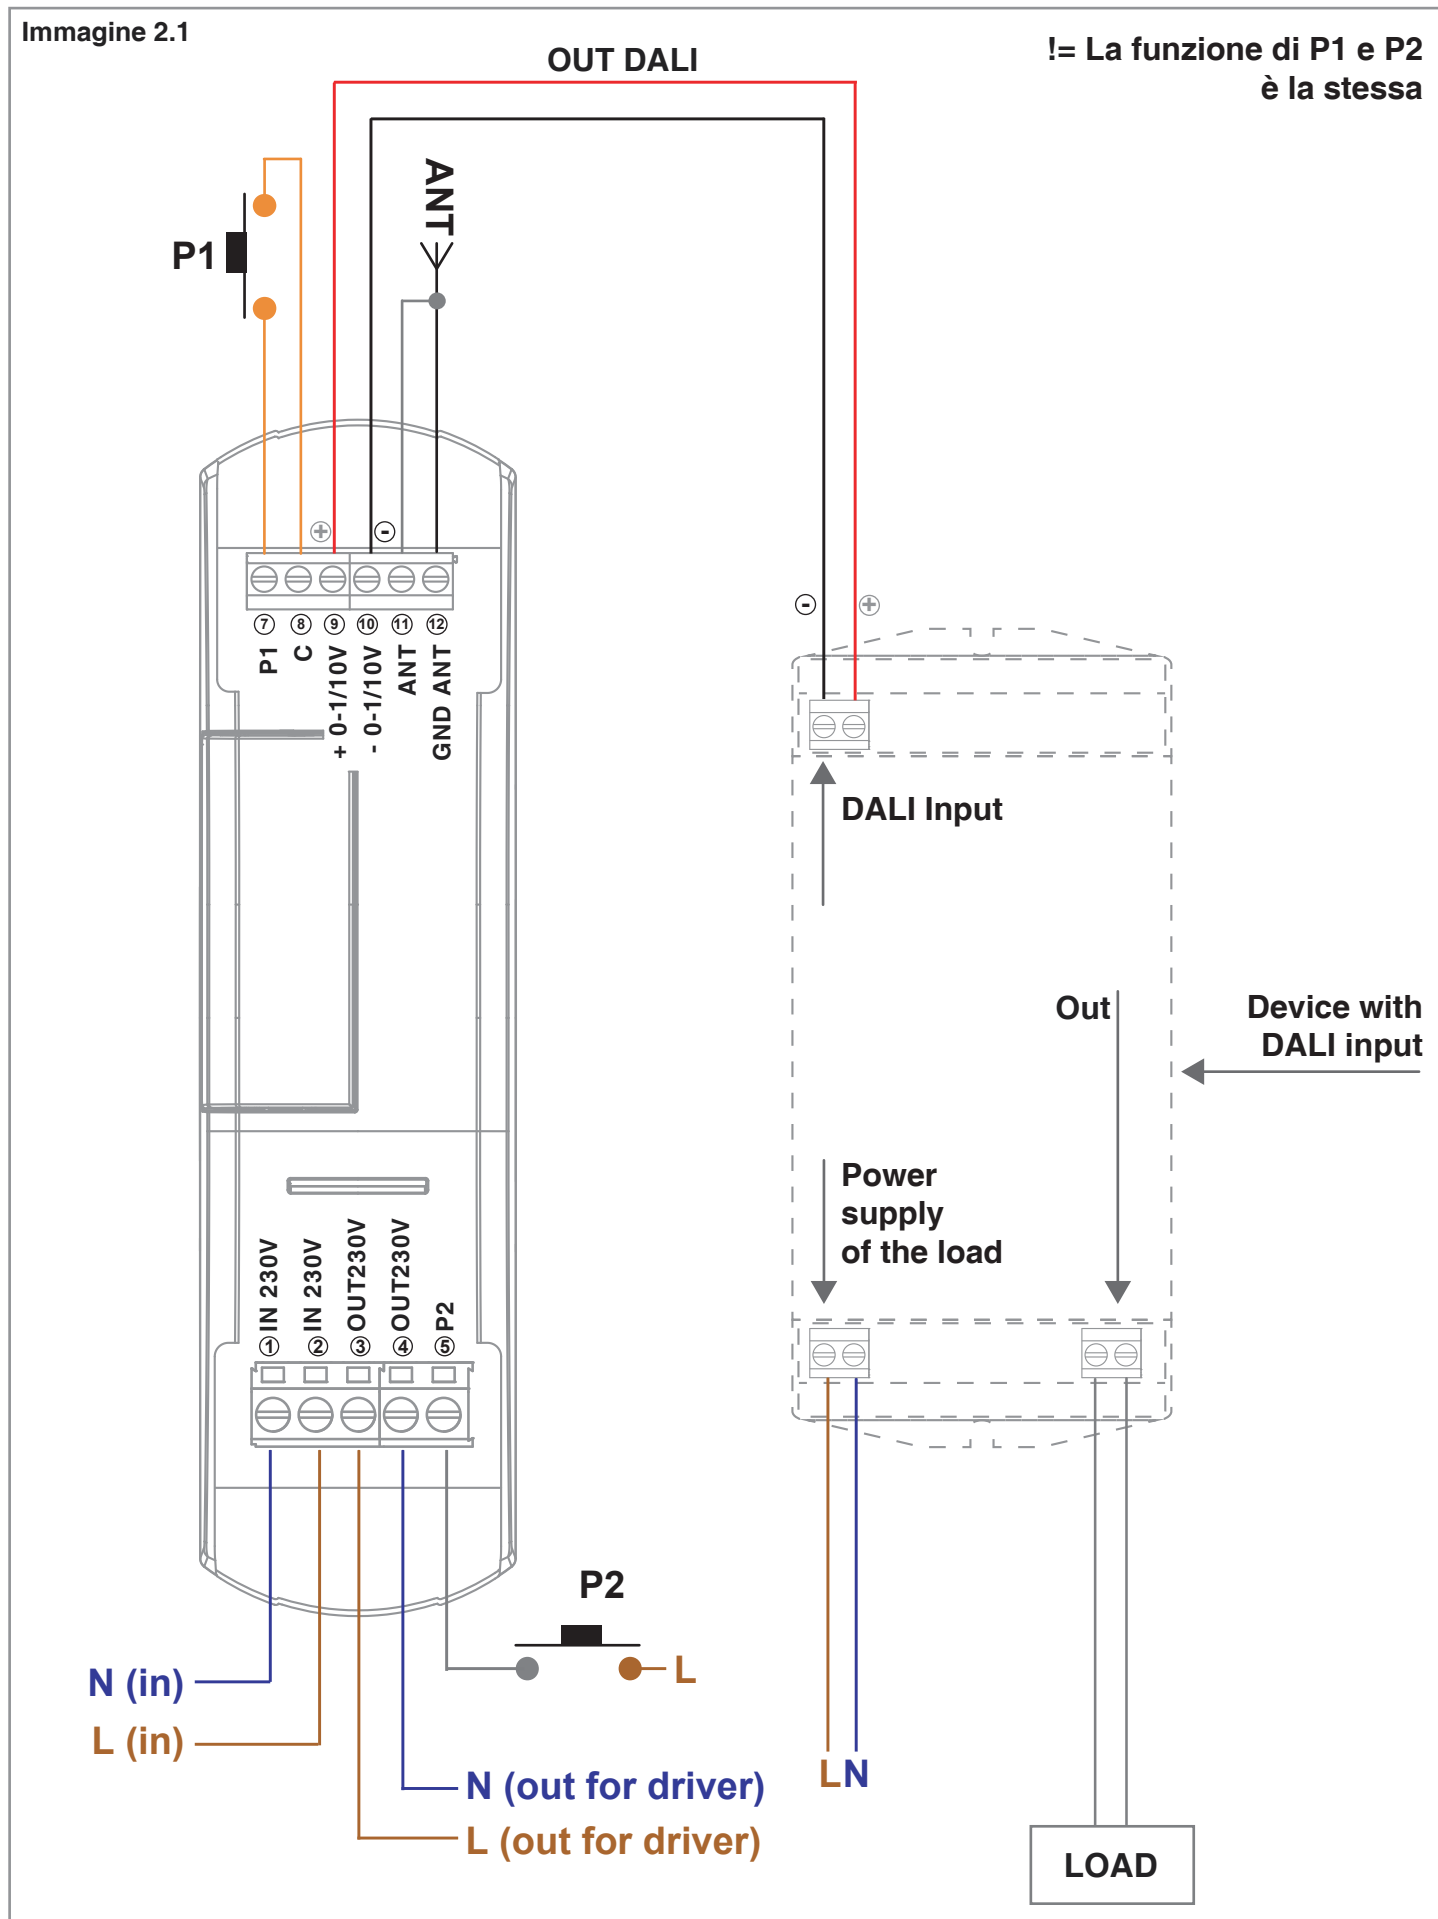 Immagine 2.1
OUT DALI
!= La funzione di P1 e P2
è la stessa
ANT
P1
+
-
7
8
9
10
11
12
P1
C
+ 0-1/10V
- 0-1/10V
ANT
GND ANT
-
+
DALI Input
Out
Device with
DALI input
Power
supply
of the load
IN 230V
IN 230V
OUT230V
OUT230V
P2
1
2
3
4
5
P2
L
N (in)
L (in)
N (out for driver)
L (out for driver)
L N
LOAD